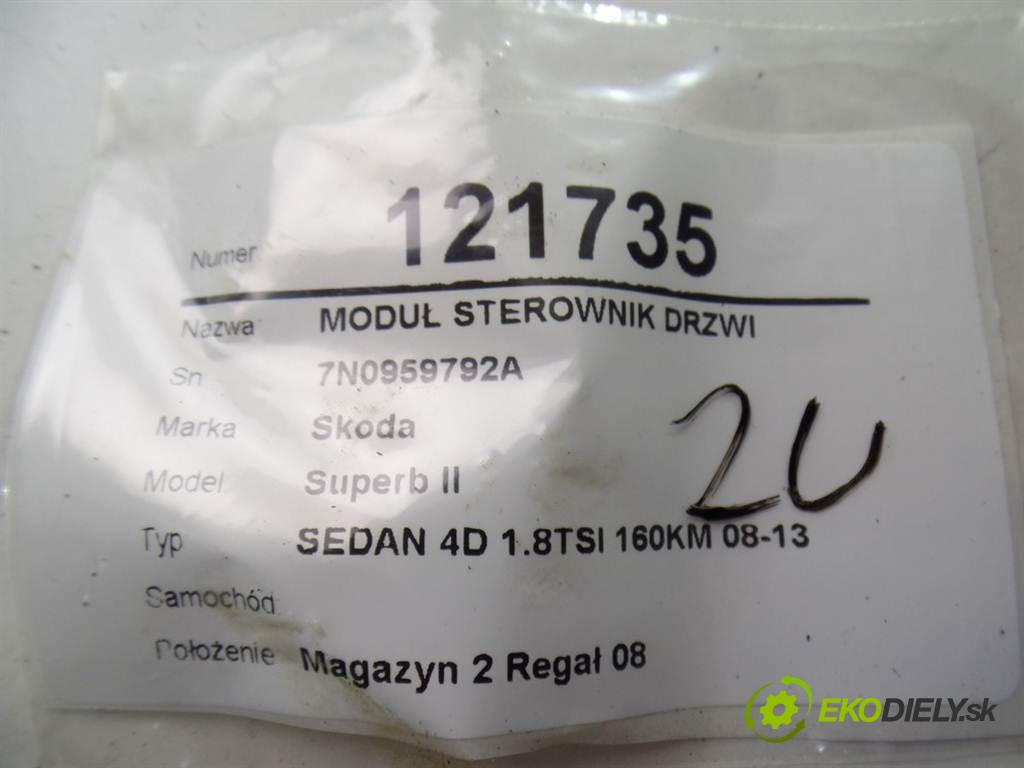 Numer 121735
Nazwa MODUŁ STEROWNIK DRZWI
Sn 7N0959792A
Marka Skoda
Model Superb II
2U
Typ SEDAN 4D 1.8TSI 160KM 08-13
Samochód
Położenie Magazyn 2 Regał 08
EKODIELY.sk